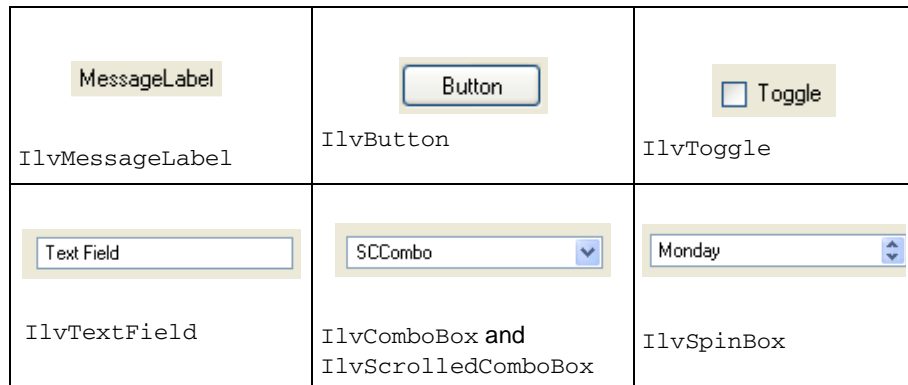 MessageLabel
IlvMessageLabel
Button
IlvButton
Toggle
IlvToggle
Text Field
IlvTextField
SCCombo
IlvComboBox and
IlvScrolledComboBox
Monday
IlvSpinBox